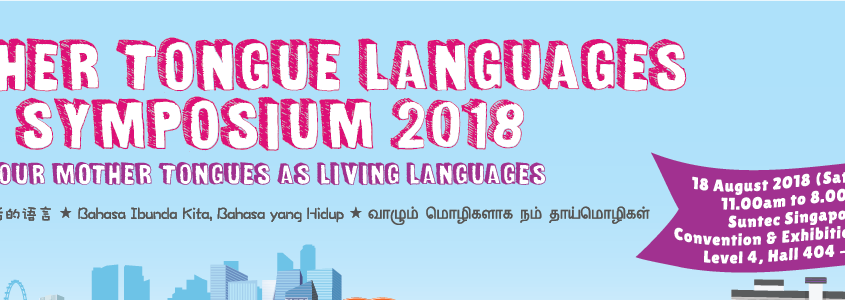 HER TONGUE LANGUAGES
SYMPOSIUM 2018
OUR MOTHER TONGUES AS LIVING LANGUAGES
的语言 ★ Bahasa Ibunda Kita, Bahasa yang Hidup ★ வாழும் மொழிகளாக நம் தாய்மொழிகள்
18 August 2018 (Sat
11.00am to 8.00
Suntec Singapo
Convention & Exhibitio
Level 4, Hall 404 –